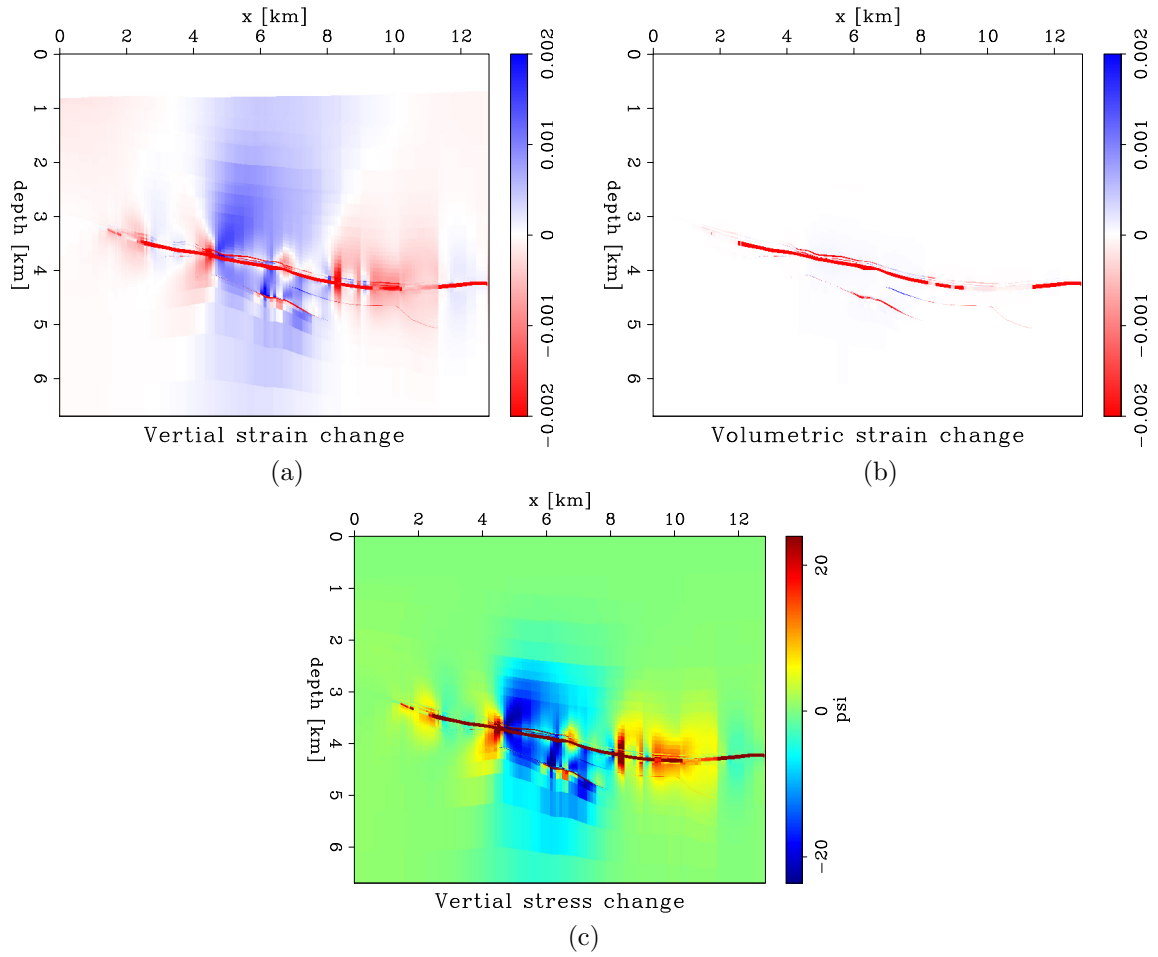 x [km]
0 2 4 6 8 10 12
depth [km]
0
1
2
3
4
5
6
0.002
0.001
0
−0.001
−0.002
Vertial strain change
(a)
x [km]
0 2 4 6 8 10 12
depth [km]
0
1
2
3
4
5
6
0.002
0.001
0
−0.001
−0.002
Volumetric strain change
(b)
x [km]
0 2 4 6 8 10 12
depth [km]
0
1
2
3
4
5
6
20
0
−20
psi
Vertial stress change
(c)